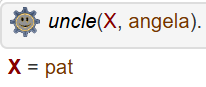 uncle(X, angela).
X = pat